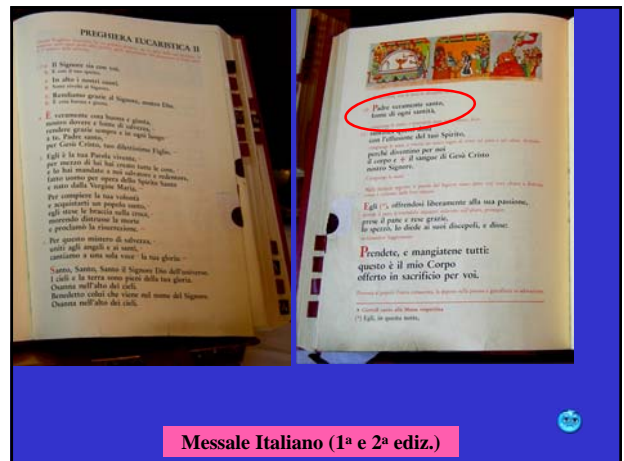 PREGHIERA EUCARISTICA II
Il Signore sia con voi.
E con il tuo spirito.
In alto i nostri cuori.
Sono rivolti al Signore.
Rendiamo grazie al Signore, nostro Dio.
È cosa buona e giusta.
È veramente cosa buona e giusta,
nostro dovere e fonte di salvezza,
rendere grazie sempre e in ogni luogo
a te, Padre santo,
per Gesù Cristo, tuo dilettissimo Figlio.
Egli è la tua Parola vivente,
per mezzo di lui hai creato tutte le cose,
e lo hai mandato a noi salvatore e redentore,
fatto uomo per opera dello Spirito Santo
e nato dalla Vergine Maria.
Per compiere la tua volontà
e acquistarti un popolo santo,
egli stese le braccia sulla croce,
morendo distrusse la morte
e proclamò la risurrezione.
Per questo mistero di salvezza,
uniti agli angeli e ai santi,
cantiamo a una sola voce la tua gloria.
Santo, Santo, Santo il Signore Dio dell'universo.
I cieli e la terra sono pieni della tua gloria.
Osanna nell'alto dei cieli.
Benedetto colui che viene nel nome del Signore.
Osanna nell'alto dei cieli.
Padre veramente santo,
fonte di ogni santità,
santifica questi doni
con l'effusione del tuo Spirito,
perché diventino per noi
il corpo e + il sangue di Gesù Cristo
nostro Signore.
Egli (*), offrendosi liberamente alla sua passione,
prese il pane e rese grazie,
lo spezzò, lo diede ai suoi discepoli, e disse:
Prendete, e mangiatene tutti:
questo è il mio Corpo
offerto in sacrificio per voi.
(*) Egli, in questa notte,
Messale Italiano (1ª e 2ª ediz.)